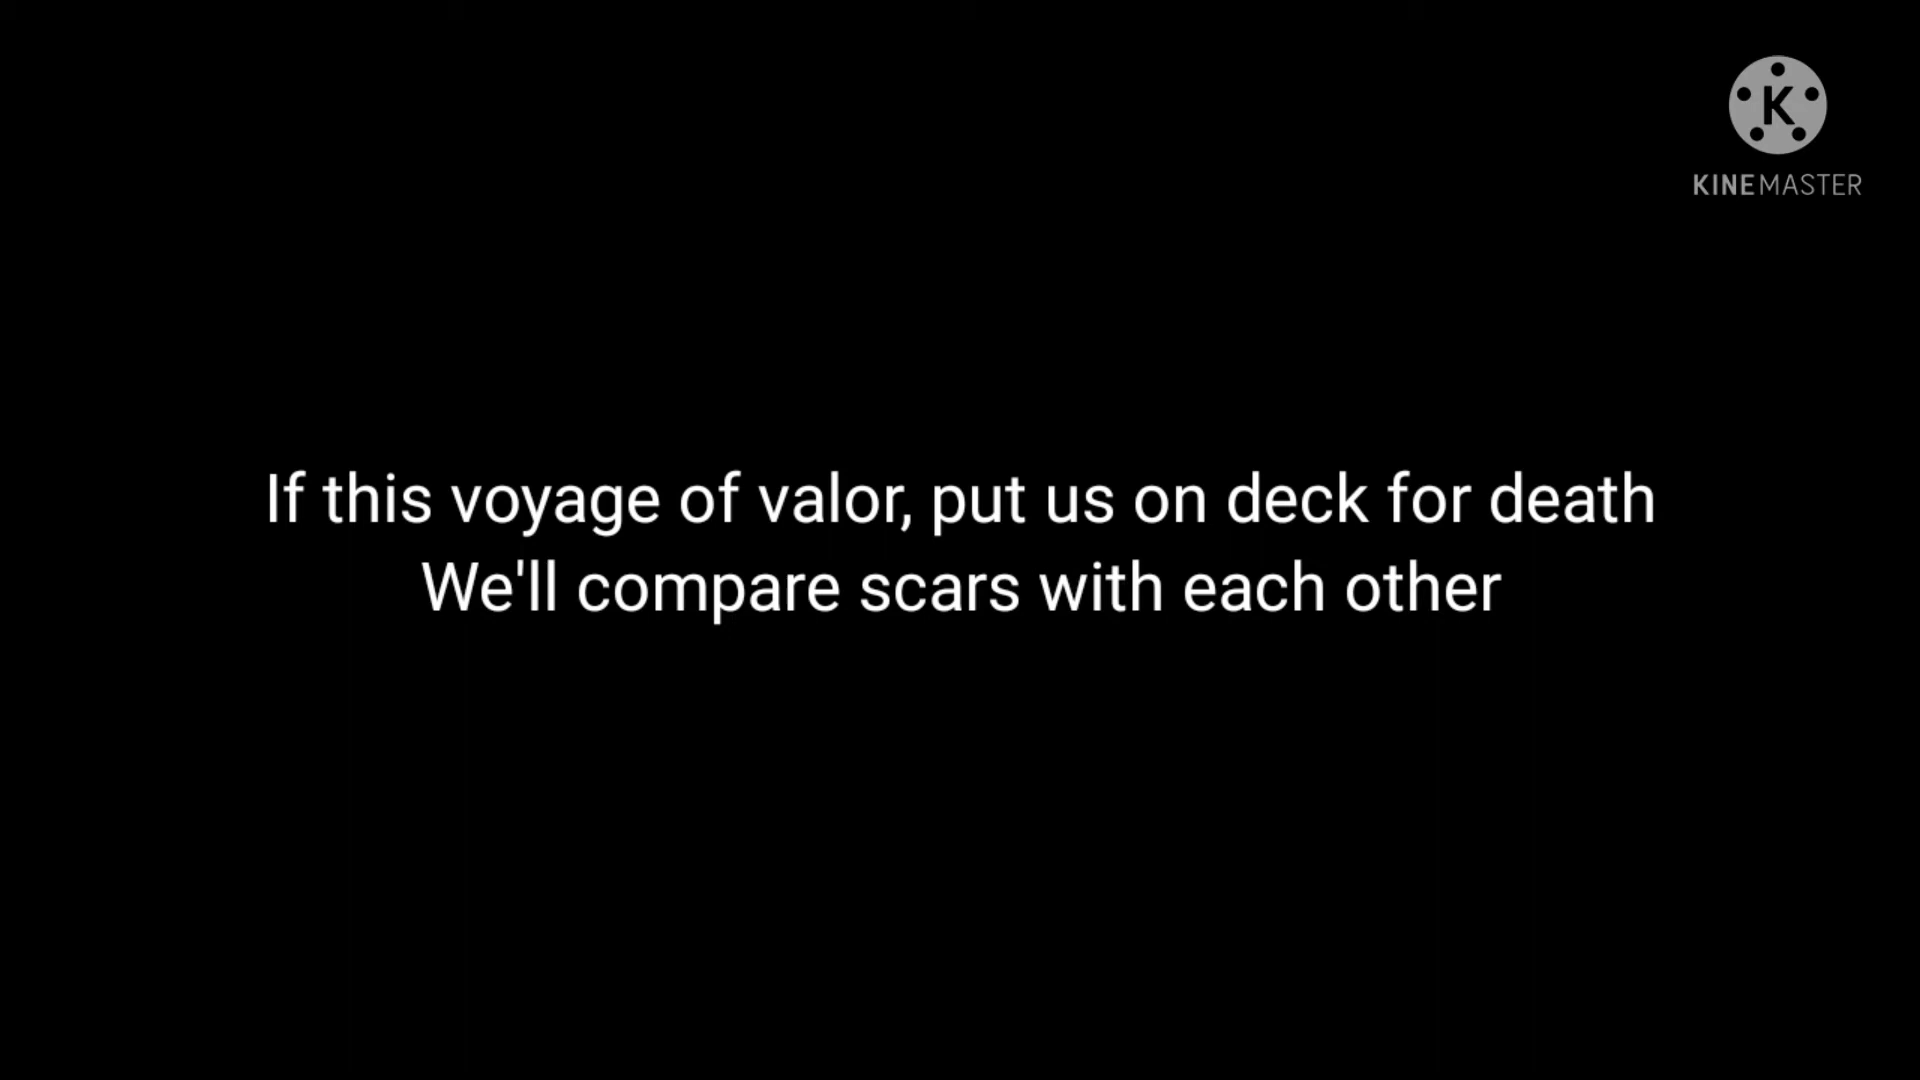 K
KINEMASTER
If this voyage of valor, put us on deck for death
We'll compare scars with each other